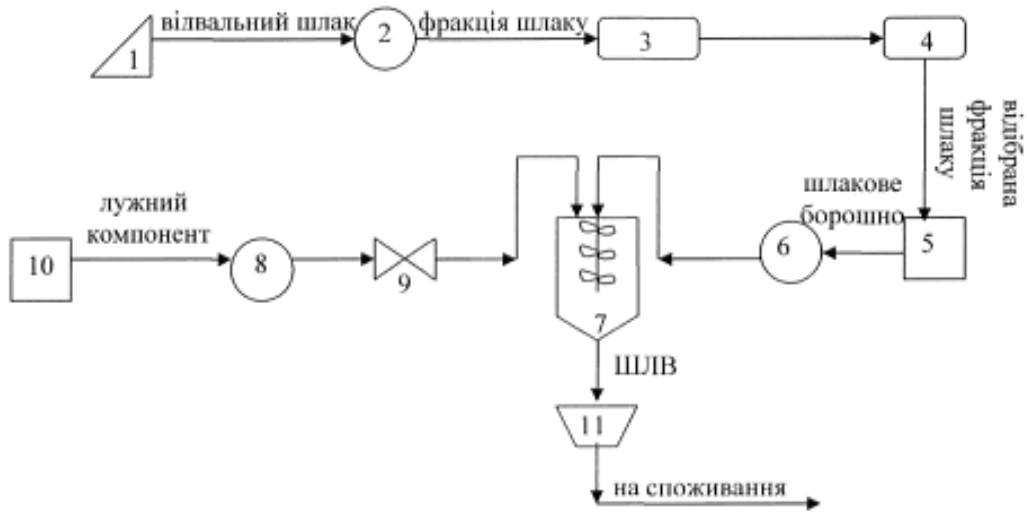 відвальний шлак
фракція шлаку
1
2
3
4
відібрана
фракція
шлаку
лужний
компонент
шлакове
борошно
10
8
9
6
5
7
ШЛВ
11
на споживання